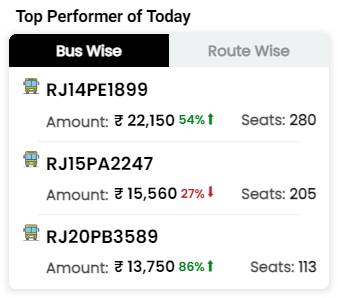 Top Performer of Today
Bus Wise Route Wise
RJ14PE1899
Amount: ₹ 22,150 54%⬆ Seats: 280
RJ15PA2247
Amount: ₹ 15,560 27%⬇ Seats: 205
RJ20PB3589
Amount: ₹ 13,750 86%⬆ Seats: 113